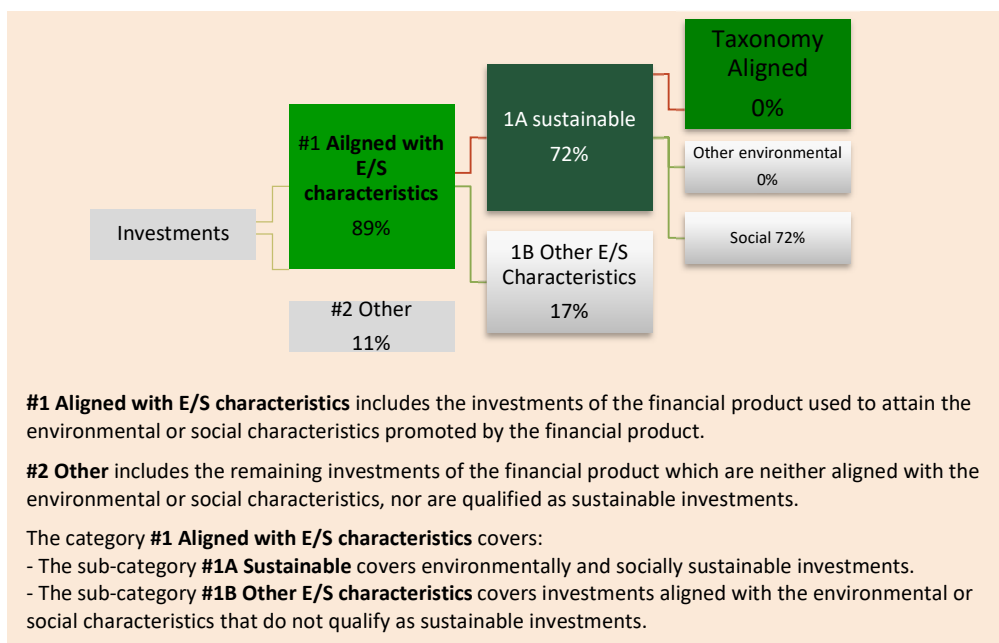 Investments
#1 Ailgned with
E/S
characteristics
89%
#2 Other
11%
1A sustainable
72%
1B Other E/S
Characteristics
17%
Taxonomy
Aligned
0%
Other environmental
0%
Social 72%
#1 Aligned with E/S characteristics includes the investments of the financial product used to attain the
environmental or social characteristics promoted by the financial product.
#2 Other includes the remaining investments of the financial product which are neither aligned with the
environmental or social characteristics, nor are qualified as sustainable investments.
The category #1 Aligned with E/S characteristics covers:
- The sub-category #1A Sustainable covers environmentally and socially sustainable investments.
- The sub-category #1B Other E/S characteristics covers investments aligned with the environmental or
social characteristics that do not qualify as sustainable investments.